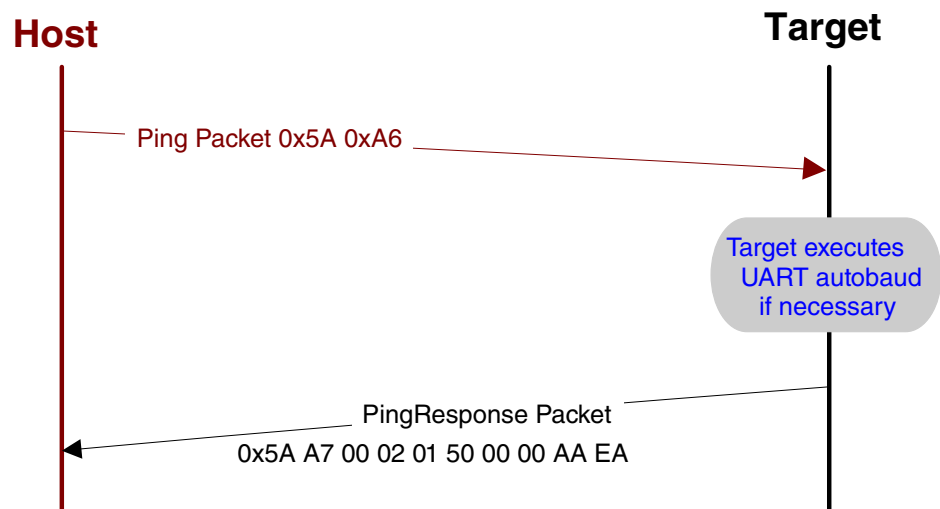 Host
Target
Ping Packet 0x5A 0xA6
Target executes
UART autobaud
if necessary
PingResponse Packet
0x5A A7 00 02 01 50 00 00 AA EA